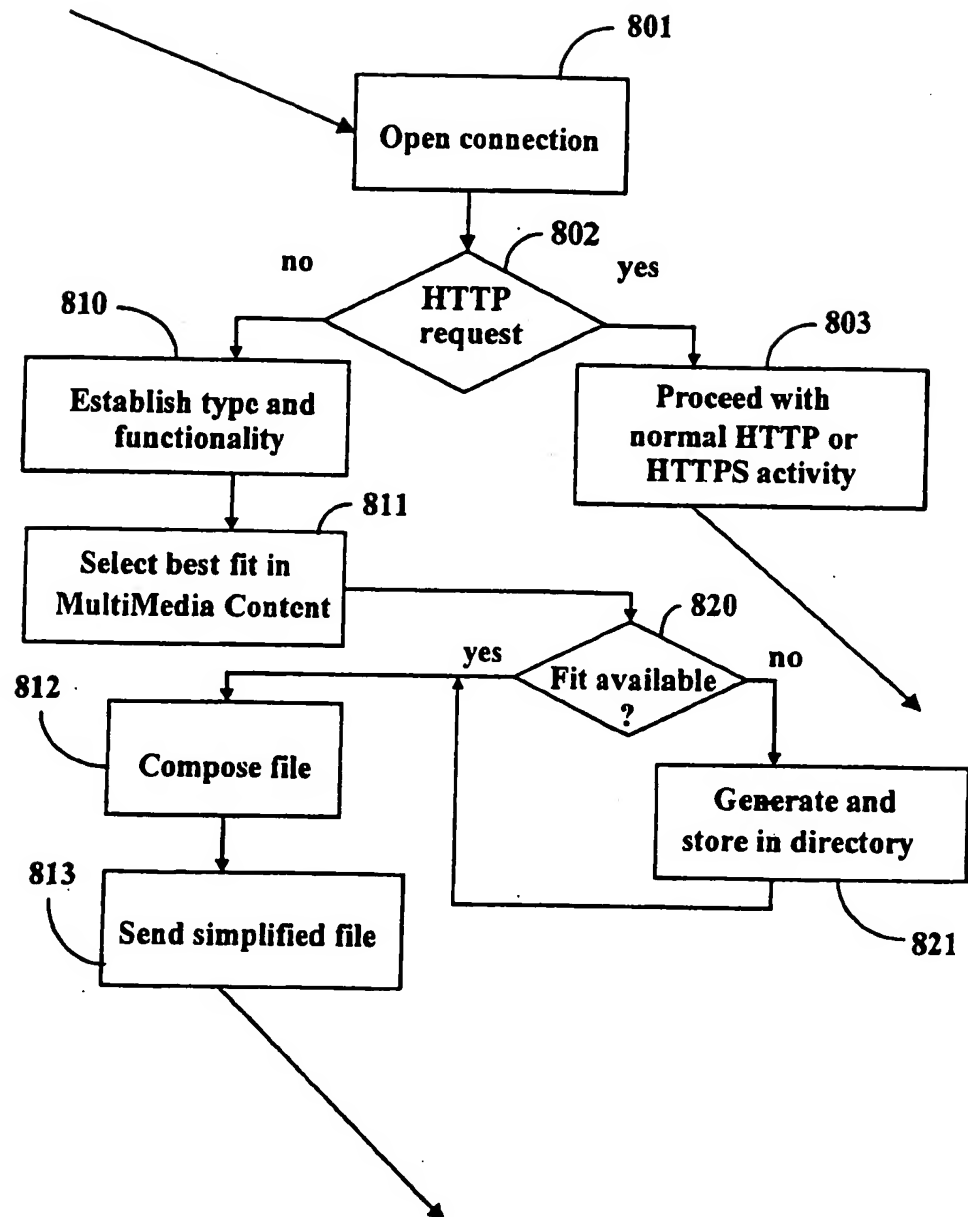 801
Open connection
802
no
yes
HTTP
request
810
803
Establish type and
functionality
Proceed with
normal HTTP or
HTTPS activity
811
Select best fit in
MultiMedia Content
820
yes
no
Fit available
?
812
Compose file
Generate and
store in directory
813
Send simplified file
821